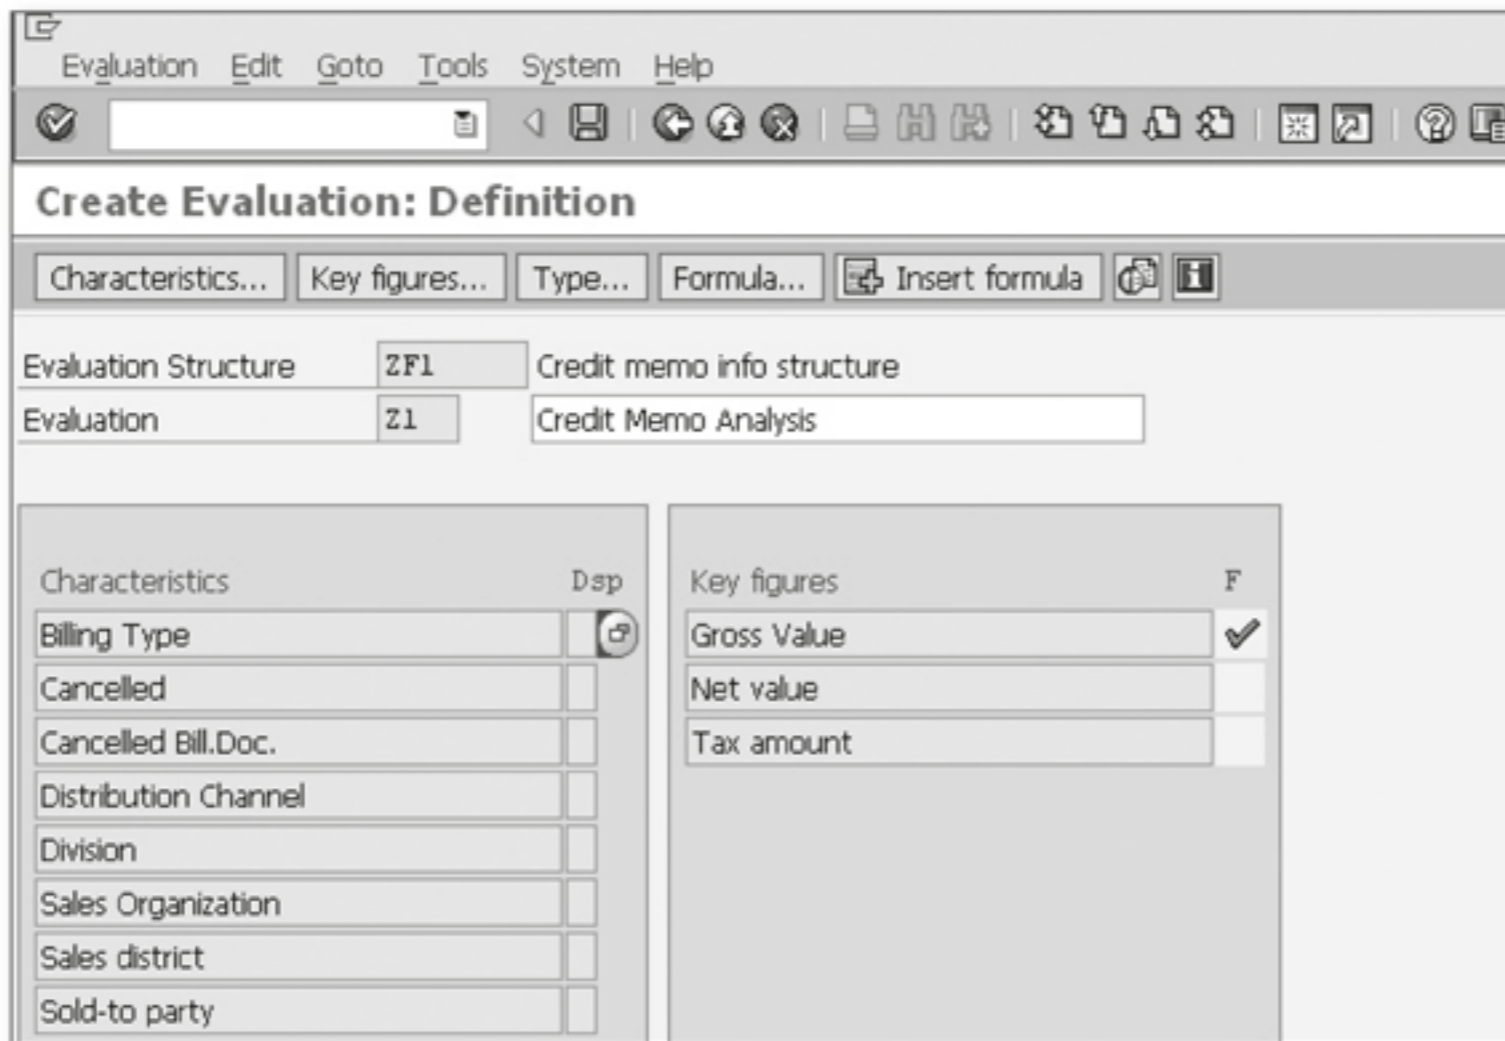 Evaluation Edit Goto Tools System Help
Create Evaluation: Definition
Characteristics... Key figures... Type... Formula... Insert formula
Evaluation Structure ZF1 Credit memo info structure
Evaluation Z1 Credit Memo Analysis
Characteristics Dsp Key figures F
Billing Type Gross Value
Cancelled Net value
Cancelled Bill.Doc. Tax amount
Distribution Channel
Division
Sales Organization
Sales district
Sold-to party